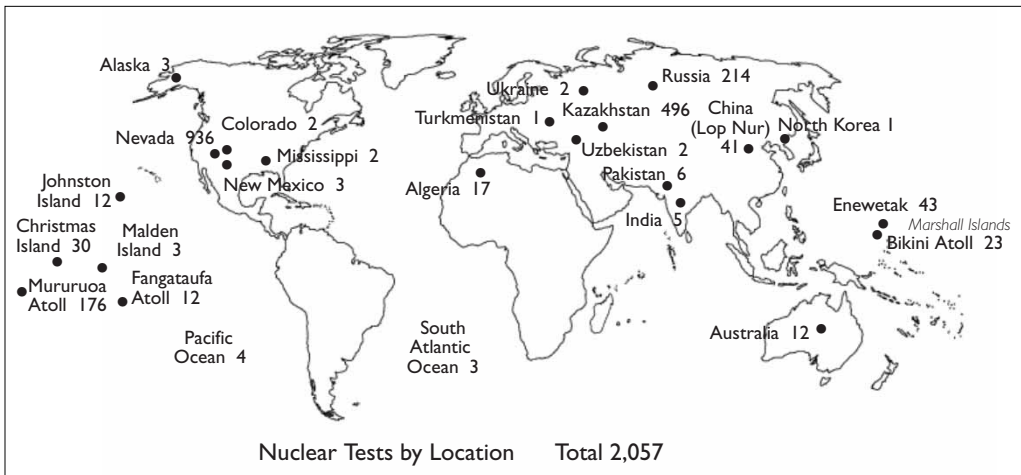 Alaska 3
Russia 214
Ukraine 2
Kazakhstan 496
China
(Lop Nur)
41
Turkmenistan 1
North Korea 1
Colorado 2
Nevada 936
Uzbekistan 2
Mississippi 2
Pakistan 6
New Mexico 3
Algeria 17
Johnston
Island 12
India 5
Enewetak 43
Marshall Islands
Bikini Atoll 23
Christmas
Island 30
Malden
Island 3
Mururuoa
Atoll 176
Fangataufa
Atoll 12
Pacific
Ocean 4
South
Atlantic
Ocean 3
Australia 12
Nuclear Tests by Location Total 2,057